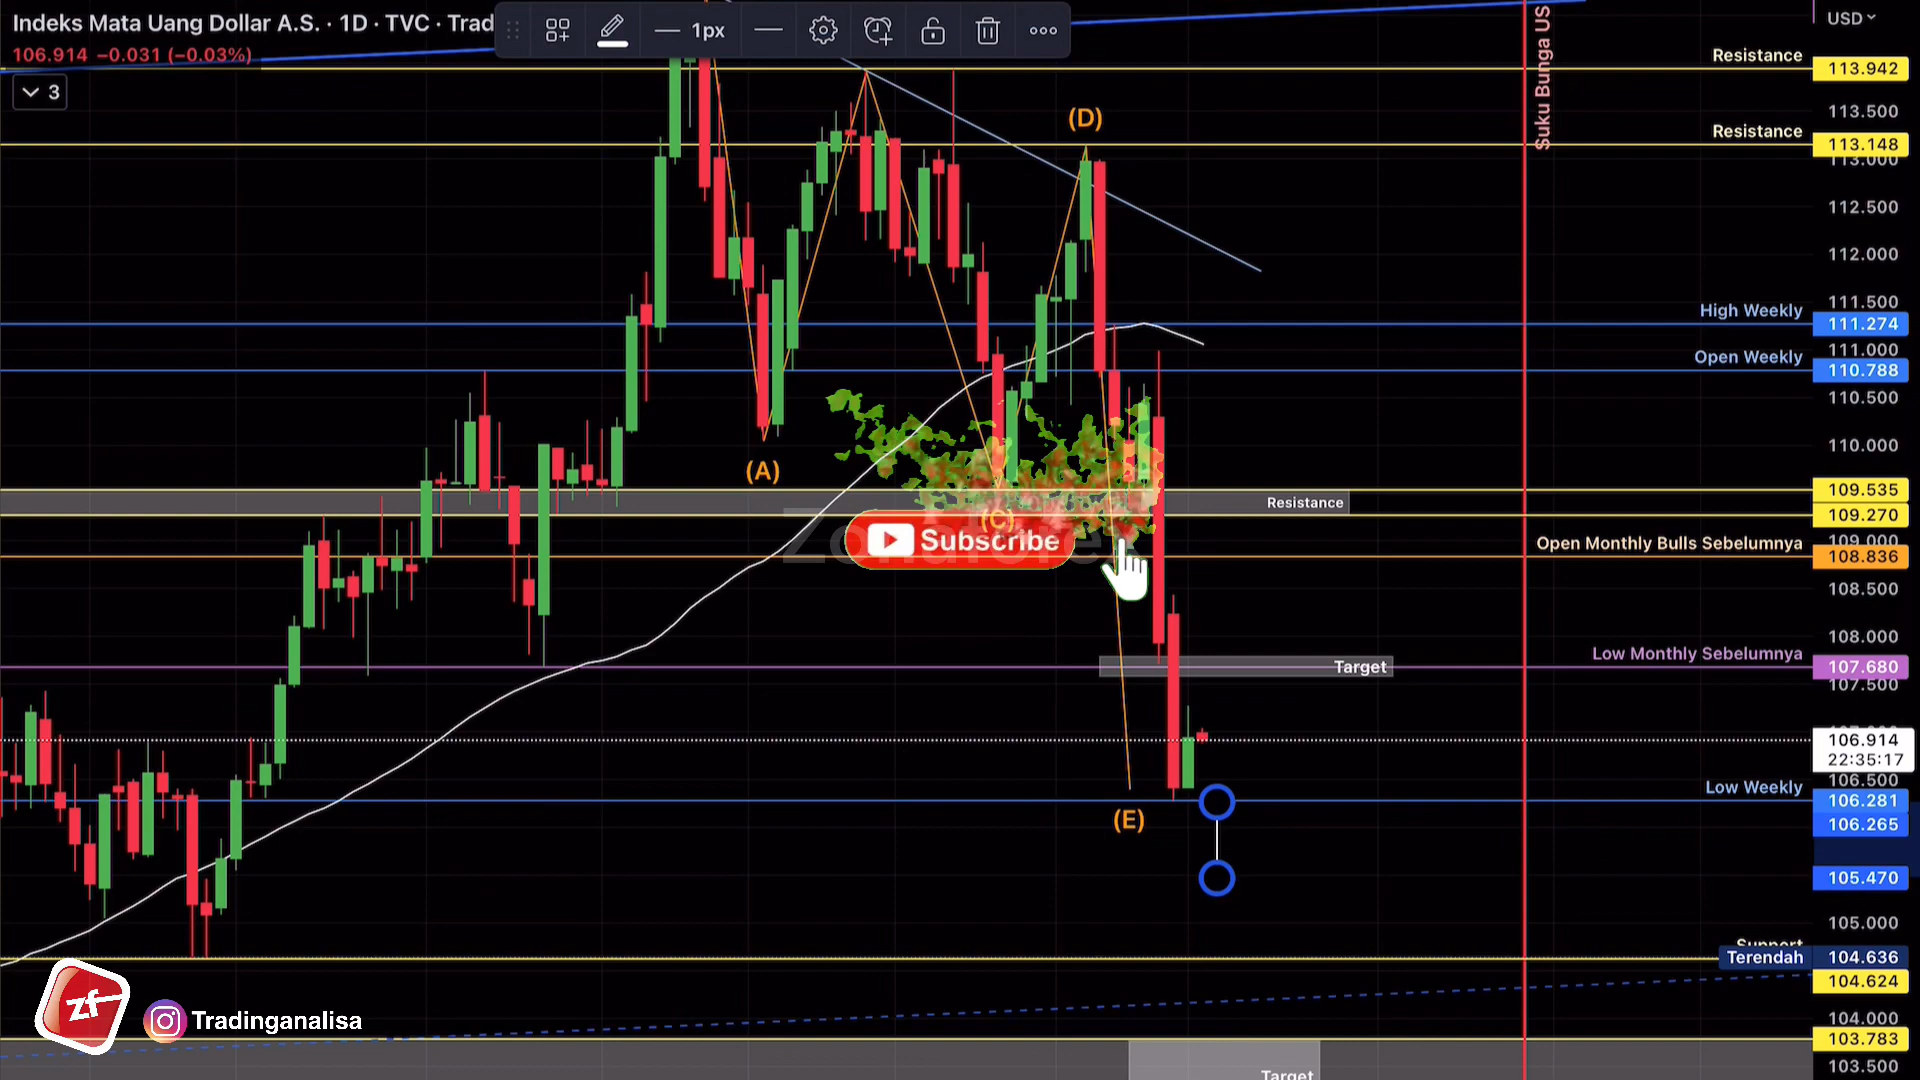 Indeks Mata Uang Dollar A.S. · 1D · TVC · Trad
1px
USD
106.914 −0.031 (−0.03%)
3
Suku Bunga US
Resistance
113.942
113.500
(D)
Resistance
113.148
113.000
112.500
112.000
111.500
High Weekly
111.274
111.000
Open Weekly
110.788
110.500
110.000
(A)
109.535
Resistance
109.270
(C)
Subscribe
109.000
Open Monthly Bulls Sebelumnya
108.836
108.500
108.000
Low Monthly Sebelumnya
Target
107.680
107.500
106.914
22:35:17
106.500
Low Weekly
106.281
(E)
106.265
105.470
105.000
Support
Terendah
104.636
104.624
zf
Tradinganalisa
104.000
103.783
103.500
Target